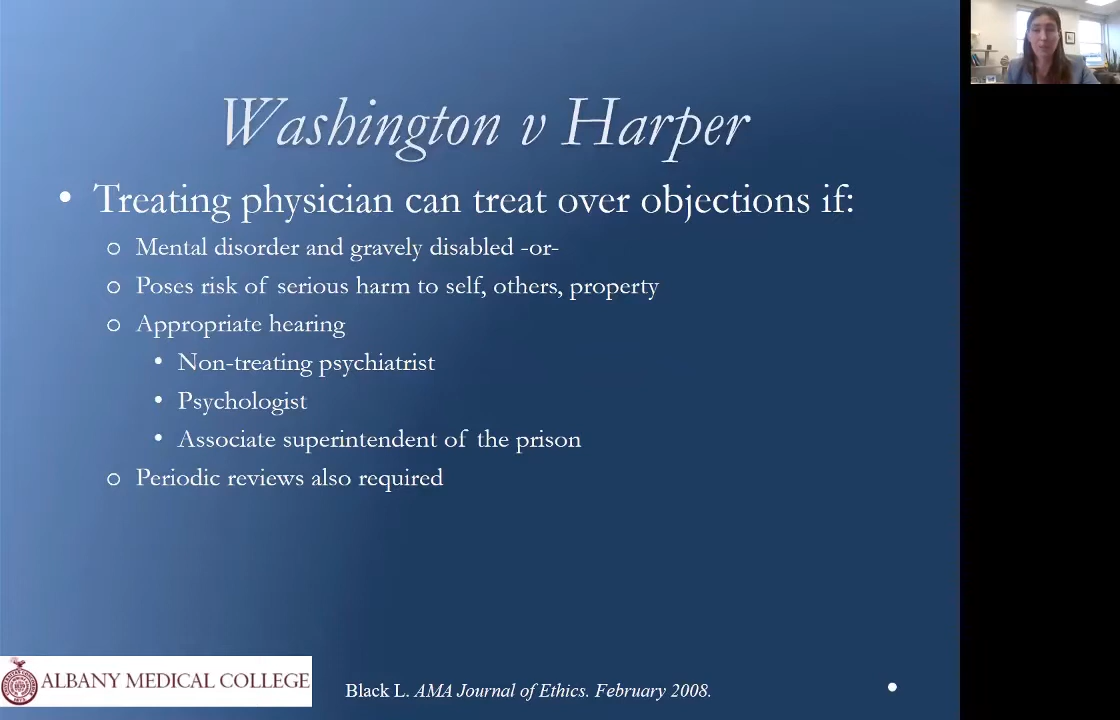 Washington v Harper
• Treating physician can treat over objections if:
o Mental disorder and gravely disabled -or-
o Poses risk of serious harm to self, others, property
o Appropriate hearing
• Non-treating psychiatrist
• Psychologist
• Associate superintendent of the prison
o Periodic reviews also required
ALBANY MEDICAL COLLEGE
Black L. AMA Journal of Ethics. February 2008.